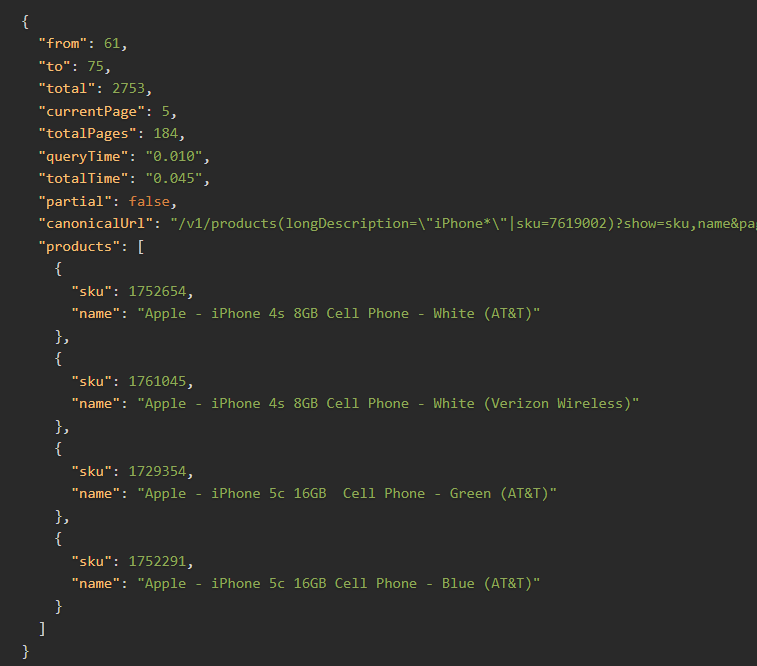 {
  "from": 61,
  "to": 75,
  "total": 2753,
  "currentPage": 5,
  "totalPages": 184,
  "queryTime": "0.010",
  "totalTime": "0.045",
  "partial": false,
  "canonicalUrl": "/v1/products(longDescription=\"iPhone*\"|sku=7619002)?show=sku,name&pa
  "products": [
    {
      "sku": 1752654,
      "name": "Apple - iPhone 4s 8GB Cell Phone - White (AT&T)"
    },
    {
      "sku": 1761045,
      "name": "Apple - iPhone 4s 8GB Cell Phone - White (Verizon Wireless)"
    },
    {
      "sku": 1729354,
      "name": "Apple - iPhone 5c 16GB  Cell Phone - Green (AT&T)"
    },
    {
      "sku": 1752291,
      "name": "Apple - iPhone 5c 16GB Cell Phone - Blue (AT&T)"
    }
  ]
}